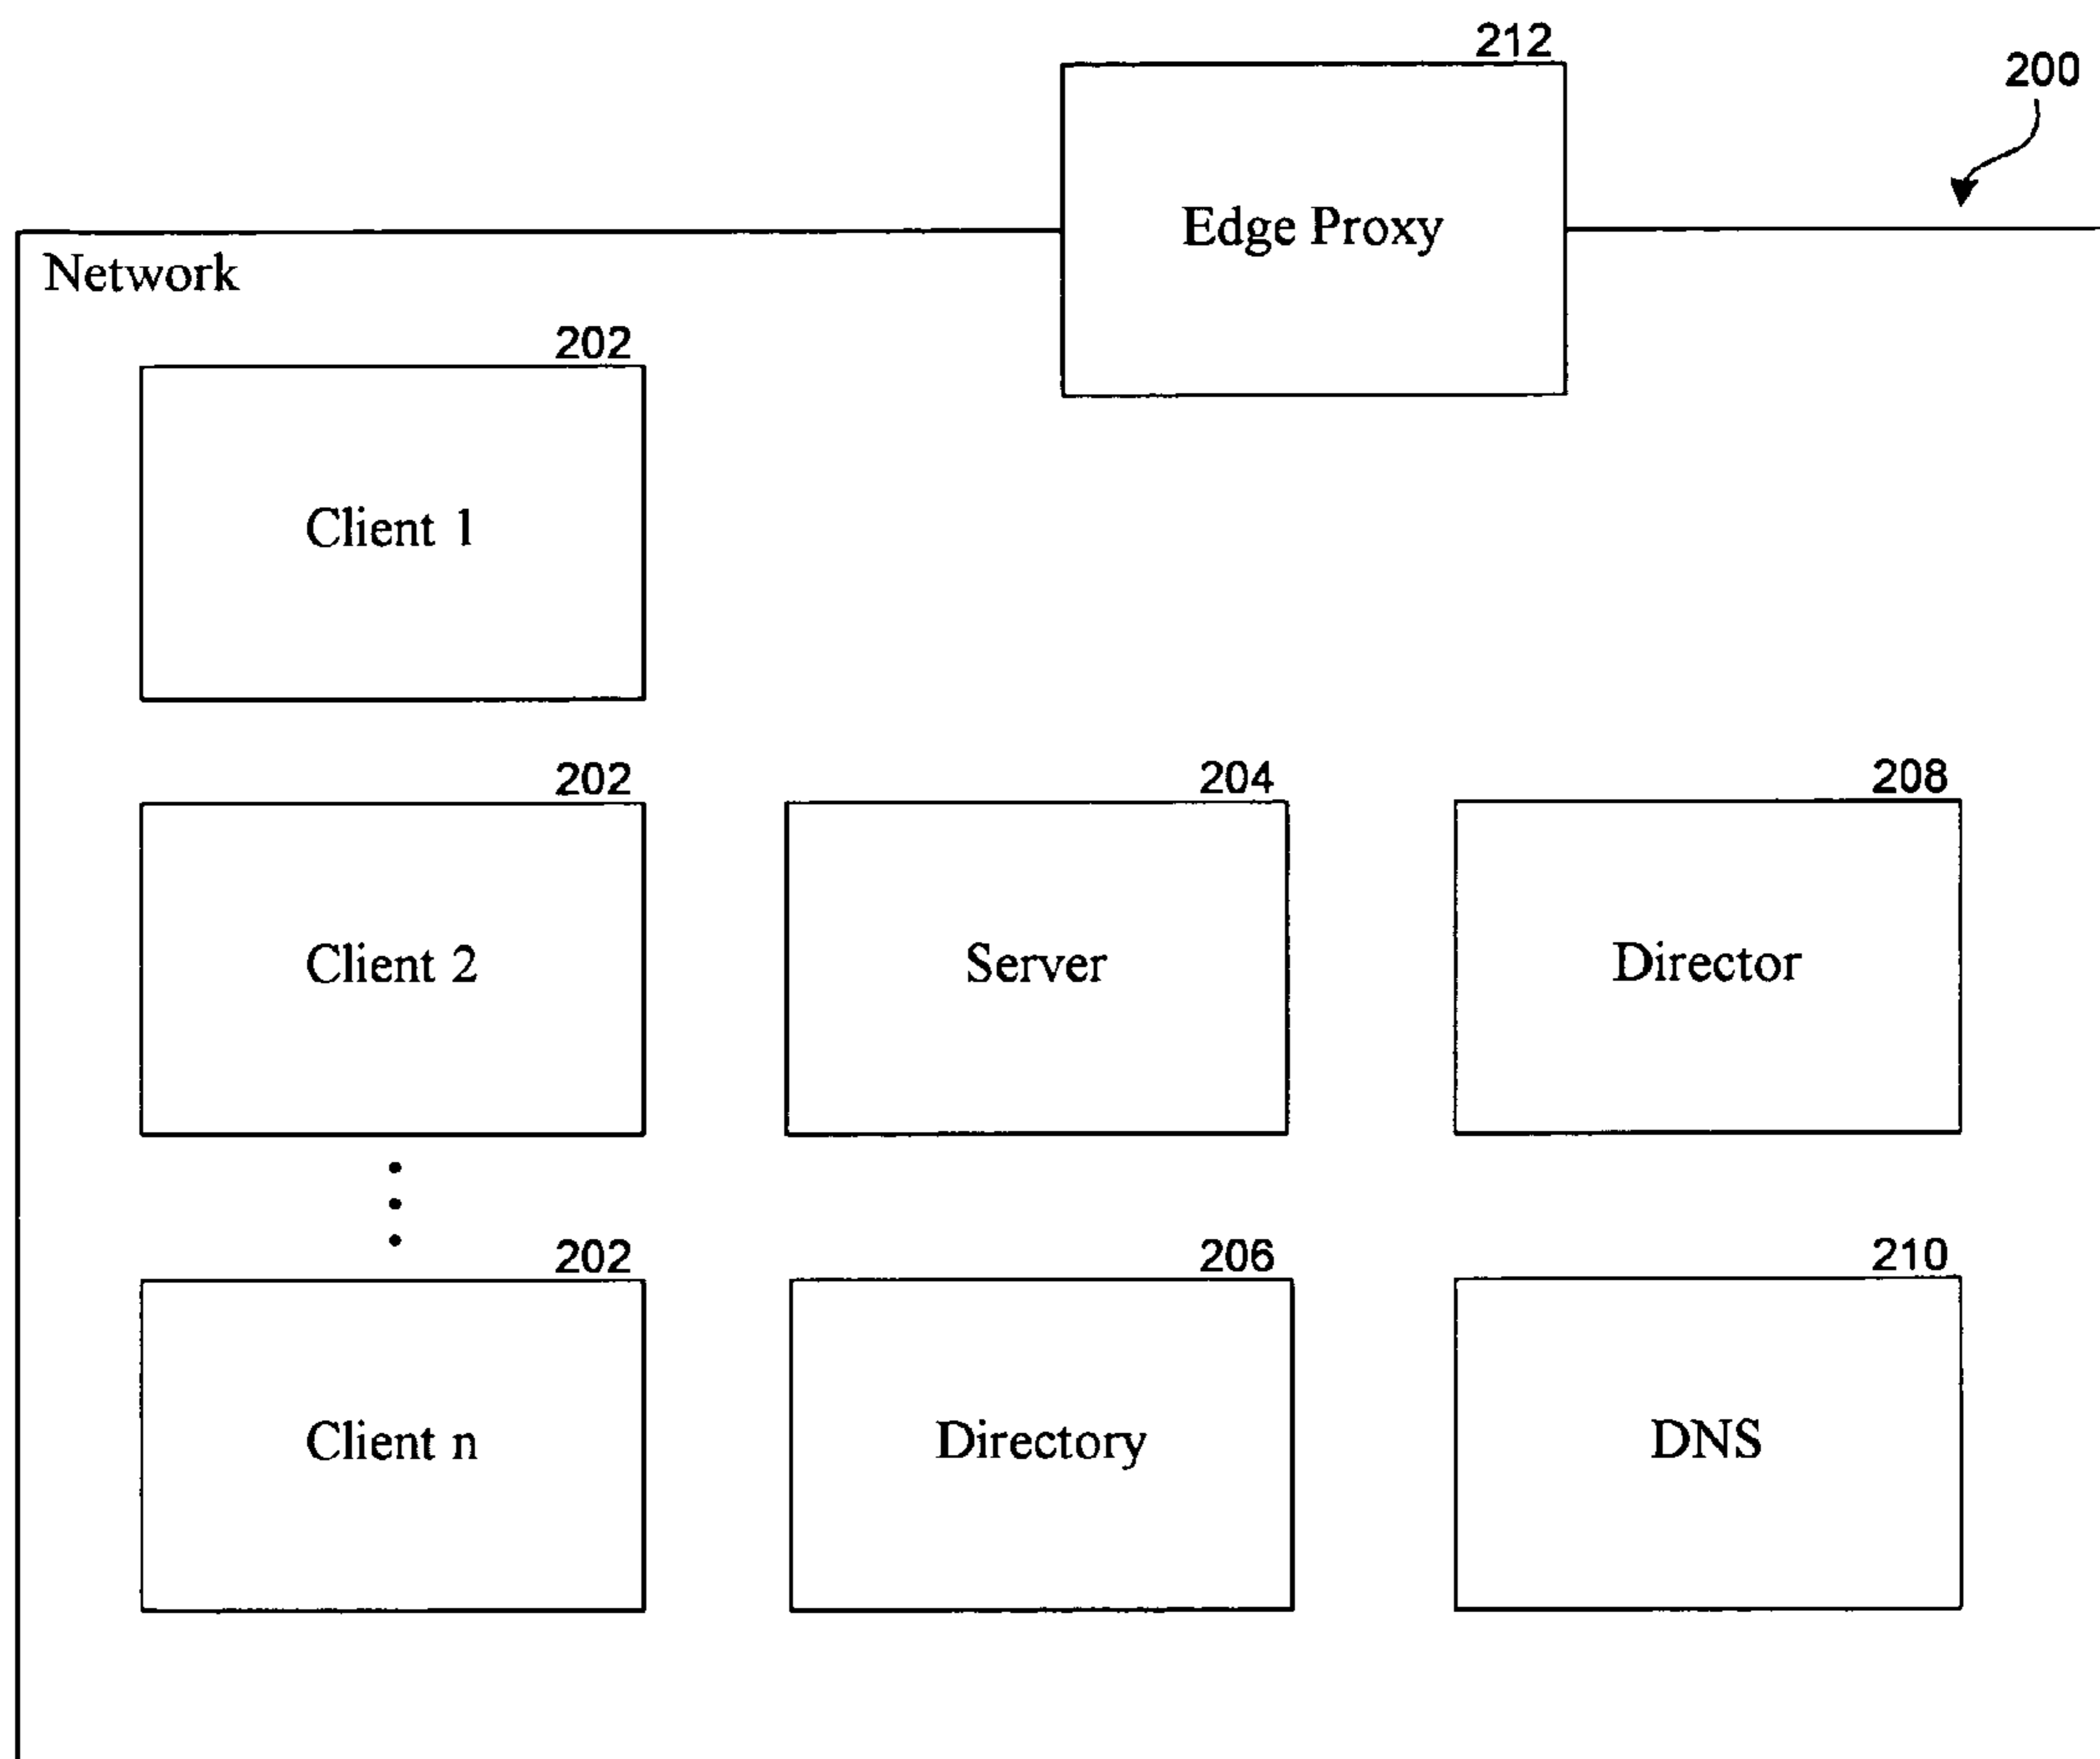 212
200
Edge Proxy
Network
202
Client 1
202
204
208
Client 2
Server
Director
202
206
210
Client n
Directory
DNS